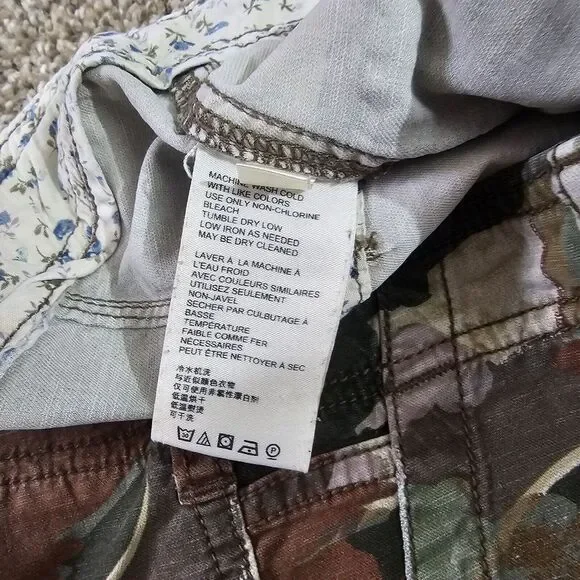 MACHINE WASH COLD
WITH LIKE COLORS
USE ONLY NON-CHLORINE
BLEACH
TUMBLE DRY LOW
LOW IRON AS NEEDED
MAY BE DRY CLEANED
LAVER À LA MACHINE À
L'EAU FROID
AVEC COULEURS SIMILAIRES
UTILISEZ SEULEMENT
NON-JAVEL
SECHER PAR CULBUTAGE À
BASSE
TEMPÉRATURE
FAIBLE COMME FER
NÉCESSAIRES
PEUT ÊTRE NETTOYER À SEC
冷水机洗
与近似颜色衣物
仅可使用非氯性漂白剂
低温烘干
低温熨烫
可干洗
30 P